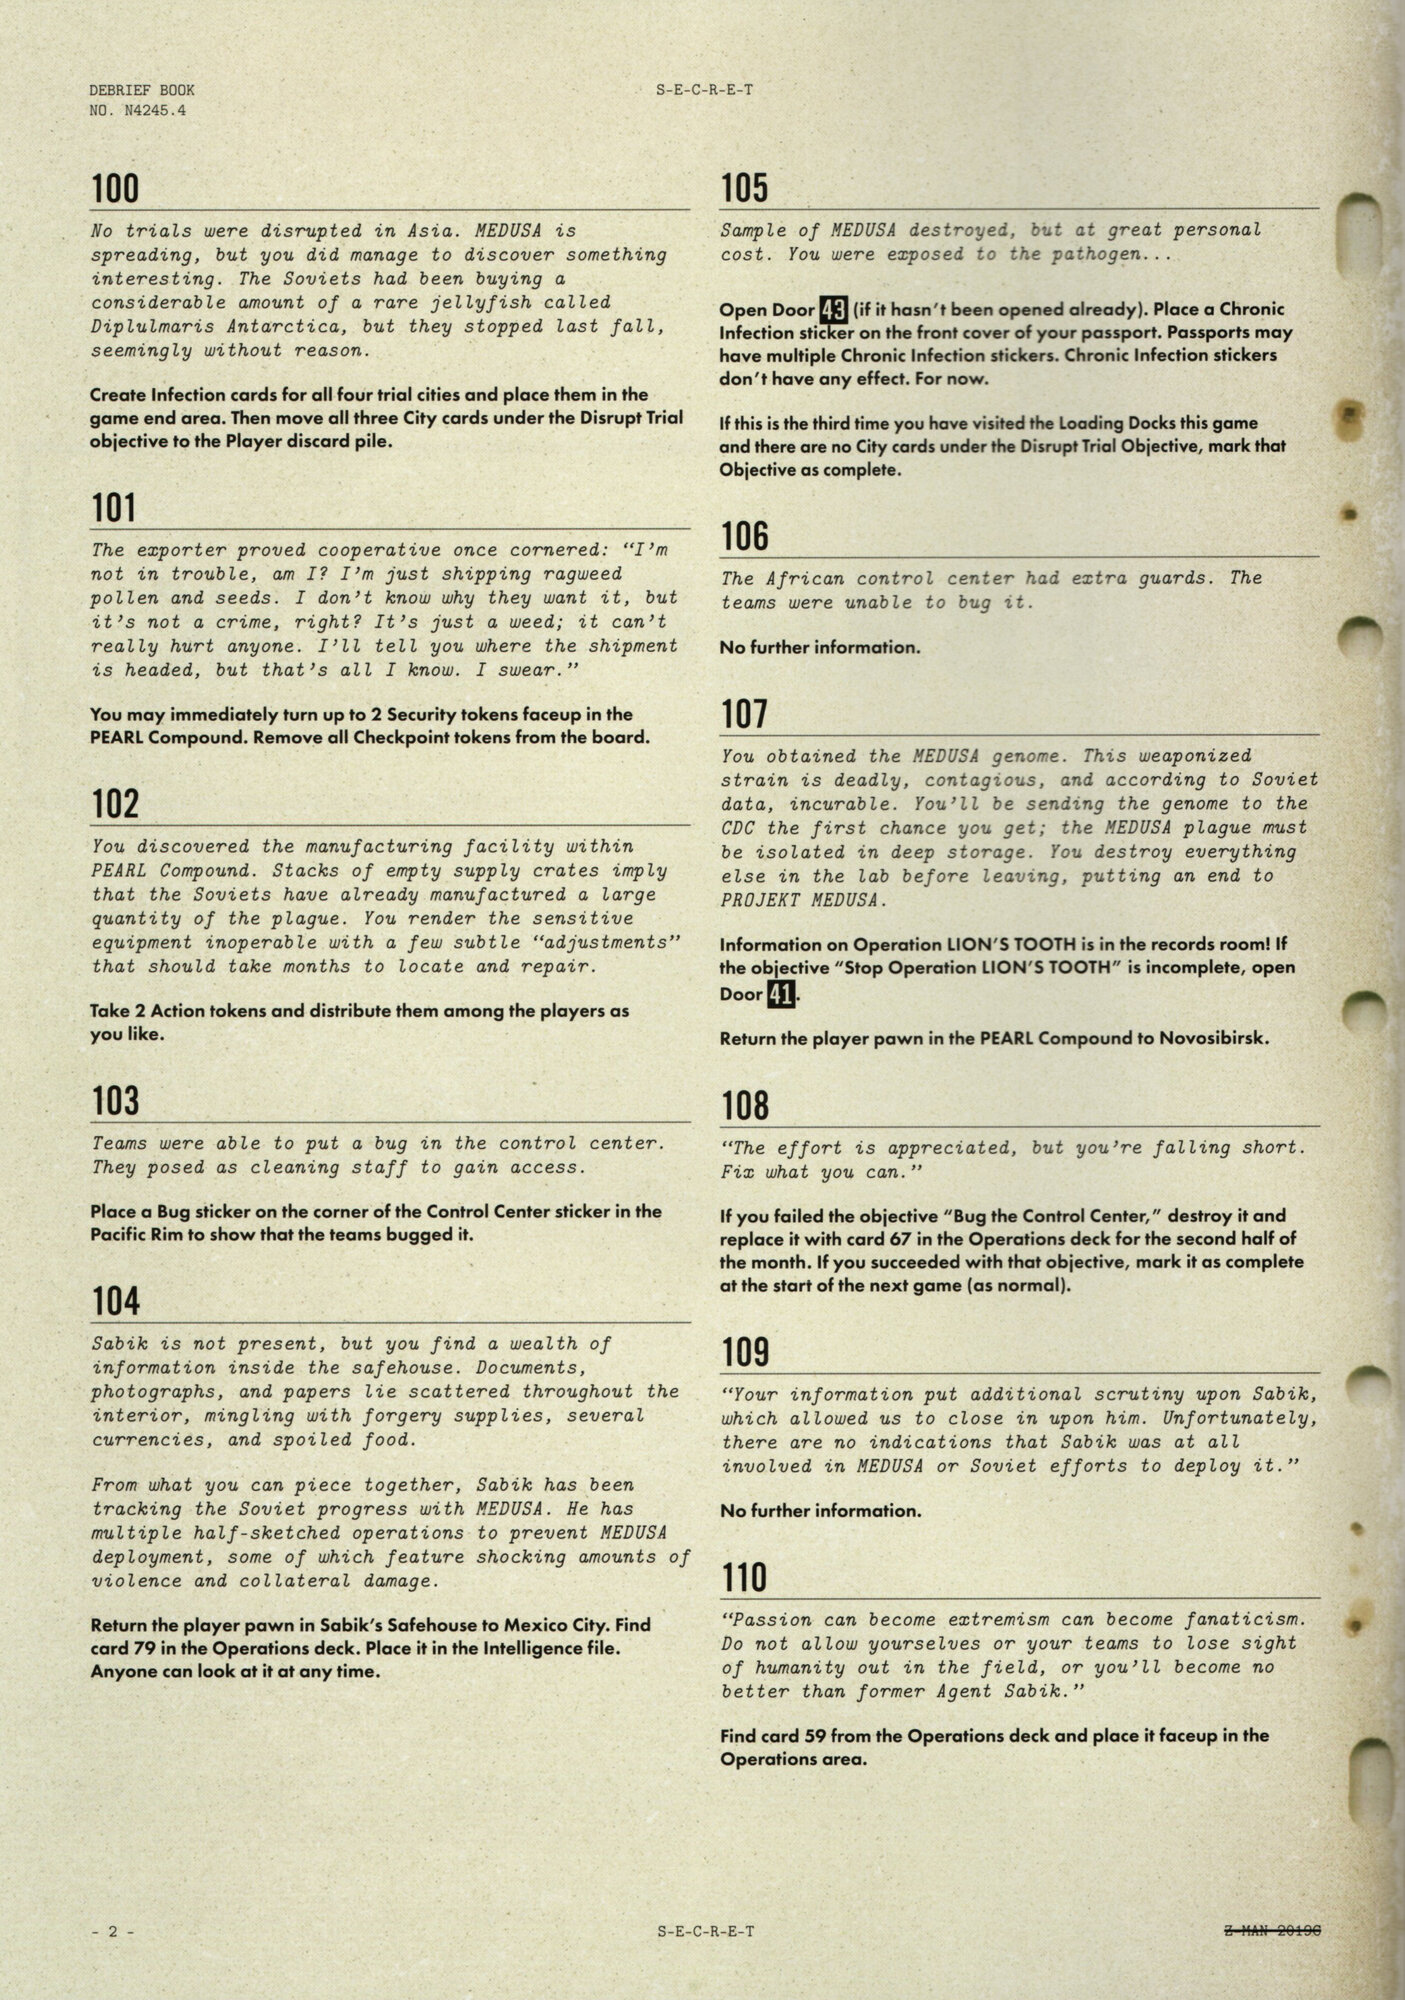 DEBRIEF BOOK
NO. N4245.4
S-E-C-R-E-T
100
No trials were disrupted in Asia. MEDUSA is
spreading, but you did manage to discover something
interesting. The Soviets had been buying a
considerable amount of a rare jellyfish called
Diplulmaris Antarctica, but they stopped last fall,
seemingly without reason.
Create Infection cards for all four trial cities and place them in the
game end area. Then move all three City cards under the Disrupt Trial
objective to the Player discard pile.
101
The exporter proved cooperative once cornered: “I’m
not in trouble, am I? I’m just shipping ragweed
pollen and seeds. I don’t know why they want it, but
it’s not a crime, right? It’s just a weed; it can’t
really hurt anyone. I’ll tell you where the shipment
is headed, but that’s all I know. I swear.”
You may immediately turn up to 2 Security tokens faceup in the
PEARL Compound. Remove all Checkpoint tokens from the board.
102
You discovered the manufacturing facility within
PEARL Compound. Stacks of empty supply crates imply
that the Soviets have already manufactured a large
quantity of the plague. You render the sensitive
equipment inoperable with a few subtle “adjustments”
that should take months to locate and repair.
Take 2 Action tokens and distribute them among the players as
you like.
103
Teams were able to put a bug in the control center.
They posed as cleaning staff to gain access.
Place a Bug sticker on the corner of the Control Center sticker in the
Pacific Rim to show that the teams bugged it.
104
Sabik is not present, but you find a wealth of
information inside the safehouse. Documents,
photographs, and papers lie scattered throughout the
interior, mingling with forgery supplies, several
currencies, and spoiled food.
From what you can piece together, Sabik has been
tracking the Soviet progress with MEDUSA. He has
multiple half-sketched operations to prevent MEDUSA
deployment, some of which feature shocking amounts of
violence and collateral damage.
Return the player pawn in Sabik’s Safehouse to Mexico City. Find
card 79 in the Operations deck. Place it in the Intelligence file.
Anyone can look at it at any time.
105
Sample of MEDUSA destroyed, but at great personal
cost. You were exposed to the pathogen...
Open Door 43 (if it hasn’t been opened already). Place a Chronic
Infection sticker on the front cover of your passport. Passports may
have multiple Chronic Infection stickers. Chronic Infection stickers
don’t have any effect. For now.
If this is the third time you have visited the Loading Docks this game
and there are no City cards under the Disrupt Trial Objective, mark that
Objective as complete.
106
The African control center had extra guards. The
teams were unable to bug it.
No further information.
107
You obtained the MEDUSA genome. This weaponized
strain is deadly, contagious, and according to Soviet
data, incurable. You’ll be sending the genome to the
CDC the first chance you get; the MEDUSA plague must
be isolated in deep storage. You destroy everything
else in the lab before leaving, putting an end to
PROJEKT MEDUSA.
Information on Operation LION’S TOOTH is in the records room! If
the objective “Stop Operation LION’S TOOTH” is incomplete, open
Door 41.
Return the player pawn in the PEARL Compound to Novosibirsk.
108
“The effort is appreciated, but you’re falling short.
Fix what you can.”
If you failed the objective “Bug the Control Center,” destroy it and
replace it with card 67 in the Operations deck for the second half of
the month. If you succeeded with that objective, mark it as complete
at the start of the next game (as normal).
109
“Your information put additional scrutiny upon Sabik,
which allowed us to close in upon him. Unfortunately,
there are no indications that Sabik was at all
involved in MEDUSA or Soviet efforts to deploy it.”
No further information.
110
“Passion can become extremism can become fanaticism.
Do not allow yourselves or your teams to lose sight
of humanity out in the field, or you’ll become no
better than former Agent Sabik.”
Find card 59 from the Operations deck and place it faceup in the
Operations area.
- 2 -
S-E-C-R-E-T
Z-MAN 2019G